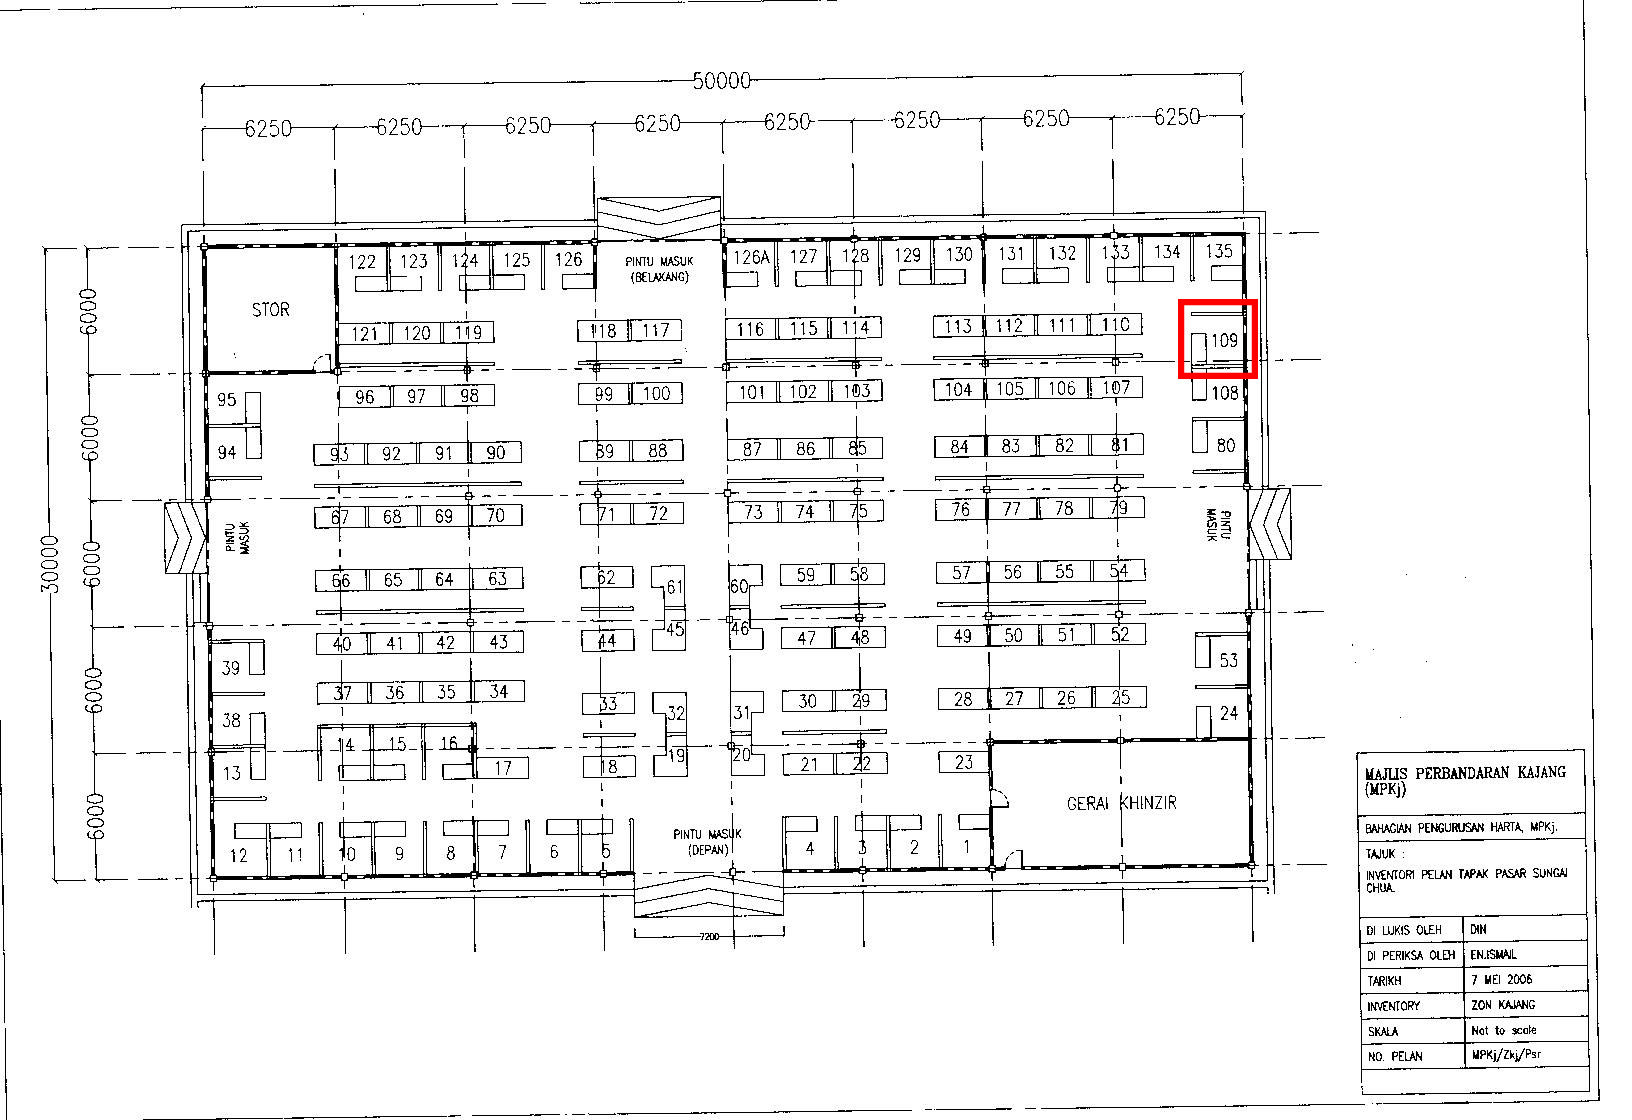 50000
6250 6250 6250 6250 6250 6250 6250 6250
122 123 124 125 126 PINTU MASUK 126A 127 128 129 130 131 132 133 134 135
(BELAKANG)
6000 STOR
121 120 119 118 117 116 115 114 113 112 111 110 109
95 96 97 98 99 100 101 102 103 104 105 106 107 108
6000
94 93 92 91 90 89 88 87 86 85 84 83 82 81 80
67 68 69 70 71 72 73 74 75 76 77 78 79
PINTU
MASUK
PINTU
MASUK
30000 6000
66 65 64 63 62 61 60 59 58 57 56 55 54
40 41 42 43 44 45 46 47 48 49 50 51 52 53
39
6000
37 36 35 34 33 32 31 30 29 28 27 26 25 24
38
14 15 16
13 17 18 19 20 21 22 23
6000 GERAI KHINZIR
PINTU MASUK
(DEPAN)
12 11 10 9 8 7 6 5 4 3 2 1
7200
MAJLIS PERBANDARAN KAJANG
(MPKj)
BAHAGIAN PENGURUSAN HARTA, MPKj.
TAJUK :
INVENTORI PELAN TAPAK PASAR SUNGAI
CHUA.
DI LUKIS OLEH DIN
DI PERIKSA OLEH EN.ISMAIL
TARIKH 7 MEI 2006
INVENTORY ZON KAJANG
SKALA Not to scale
NO. PELAN MPKj/Zkj/Psr